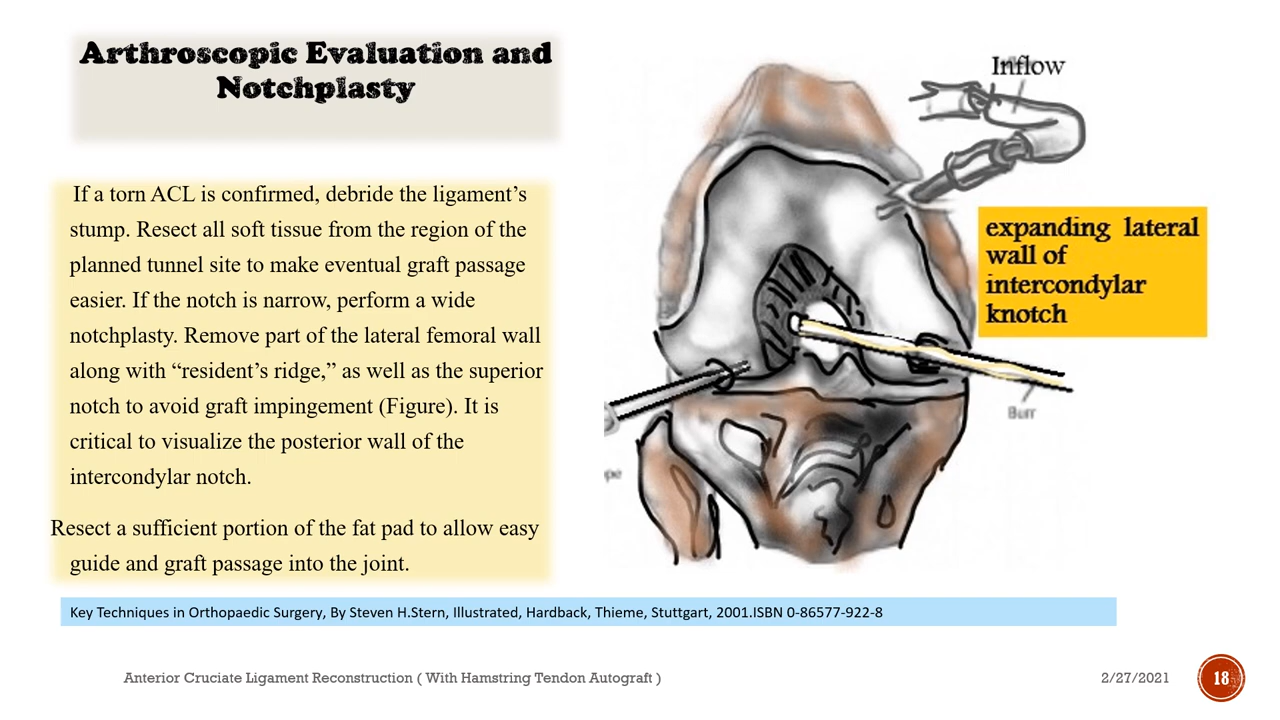 Arthroscopic Evaluation and
Notchplasty
If a torn ACL is confirmed, debride the ligament’s
stump. Resect all soft tissue from the region of the
planned tunnel site to make eventual graft passage
easier. If the notch is narrow, perform a wide
notchplasty. Remove part of the lateral femoral wall
along with “resident’s ridge,” as well as the superior
notch to avoid graft impingement (Figure). It is
critical to visualize the posterior wall of the
intercondylar notch.
Resect a sufficient portion of the fat pad to allow easy
guide and graft passage into the joint.
Inflow
expanding lateral
wall of
intercondylar
knotch
Burr
pe
Key Techniques in Orthopaedic Surgery, By Steven H.Stern, Illustrated, Hardback, Thieme, Stuttgart, 2001.ISBN 0-86577-922-8
Anterior Cruciate Ligament Reconstruction ( With Hamstring Tendon Autograft )
2/27/2021
18